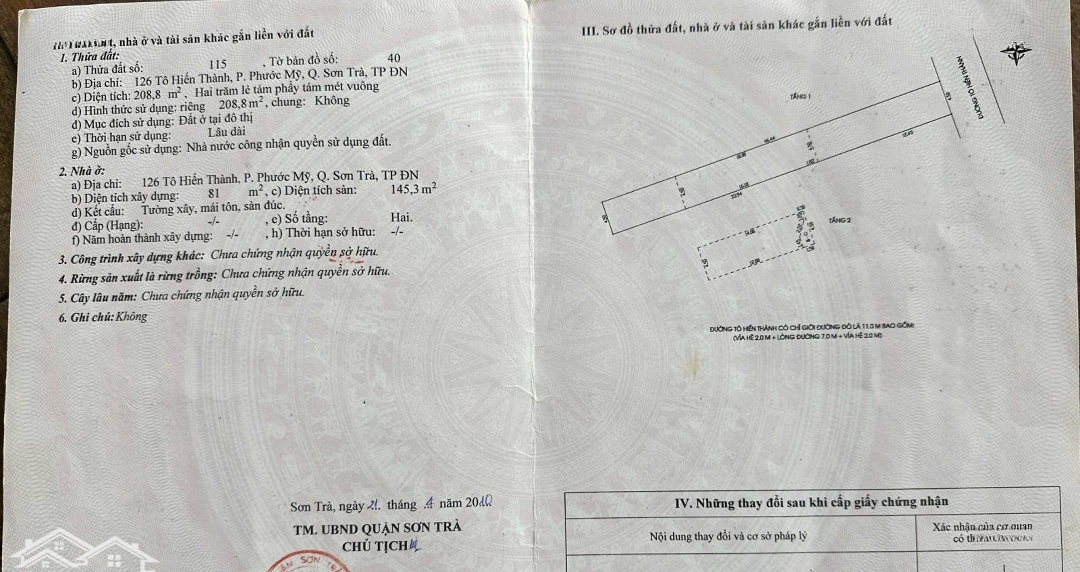 , nhà ở và tài sản khác gắn liền với đất
1. Thửa đất:
a) Thửa đất số: 115 , Tờ bản đồ số: 40
b) Địa chỉ: 126 Tô Hiến Thành, P. Phước Mỹ, Q. Sơn Trà, TP ĐN
c) Diện tích: 208,8 m², Hai trăm lẻ tám phẩy tám mét vuông
d) Hình thức sử dụng: riêng 208,8 m², chung: Không
đ) Mục đích sử dụng: Đất ở tại đô thị
e) Thời hạn sử dụng: Lâu dài
g) Nguồn gốc sử dụng: Nhà nước công nhận quyền sử dụng đất.
2. Nhà ở:
a) Địa chỉ: 126 Tô Hiến Thành, P. Phước Mỹ, Q. Sơn Trà, TP ĐN
b) Diện tích xây dựng: 81 m², c) Diện tích sàn: 145,3 m²
d) Kết cấu: Tường xây, mái tôn, sàn đúc.
đ) Cấp (Hạng): -/- , e) Số tầng: Hai.
f) Năm hoàn thành xây dựng: -/- , h) Thời hạn sở hữu: -/-
3. Công trình xây dựng khác: Chưa chứng nhận quyền sở hữu.
4. Rừng sản xuất là rừng trồng: Chưa chứng nhận quyền sở hữu.
5. Cây lâu năm: Chưa chứng nhận quyền sở hữu.
6. Ghi chú: Không
Sơn Trà, ngày 21 tháng 4 năm 2010
TM. UBND QUẬN SƠN TRÀ
CHỦ TỊCH
III. Sơ đồ thửa đất, nhà ở và tài sản khác gắn liền với đất
TẦNG 1
ĐƯỜNG TÔ HIẾN THÀNH
46.44
12.45
33.94
TẦNG 2
ĐƯỜNG TÔ HIẾN THÀNH CÓ CHỈ GIỚI ĐƯỜNG ĐỎ LÀ 11.0 M BAO GỒM:
(VỈA HÈ 2.0 M + LÒNG ĐƯỜNG 7.0 M + VỈA HÈ 2.0 M)
IV. Những thay đổi sau khi cấp giấy chứng nhận
Nội dung thay đổi và cơ sở pháp lý
Xác nhận của cơ quan
có